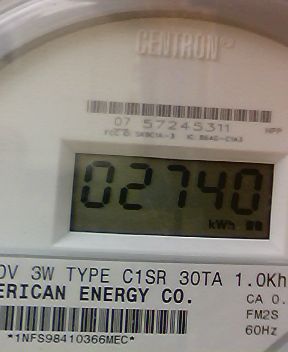 CENTRON
07 57245311
HPP
02740
kWh
0V 3W TYPE C1SR 30TA 1.0Kh
ERICAN ENERGY CO.
CA 0.
FM2S
60Hz
*1NFS98410366MEC*